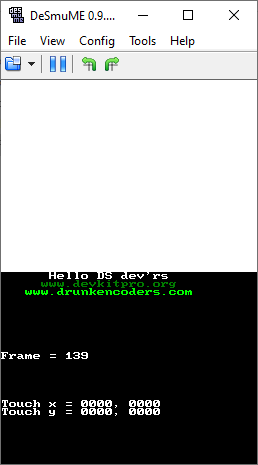 DeSmuME 0.9....
File View Config Tools Help
Hello DS dev'rs
www.devkitpro.org
www.drunkencoders.com
Frame = 139
Touch x = 0000, 0000
Touch y = 0000, 0000